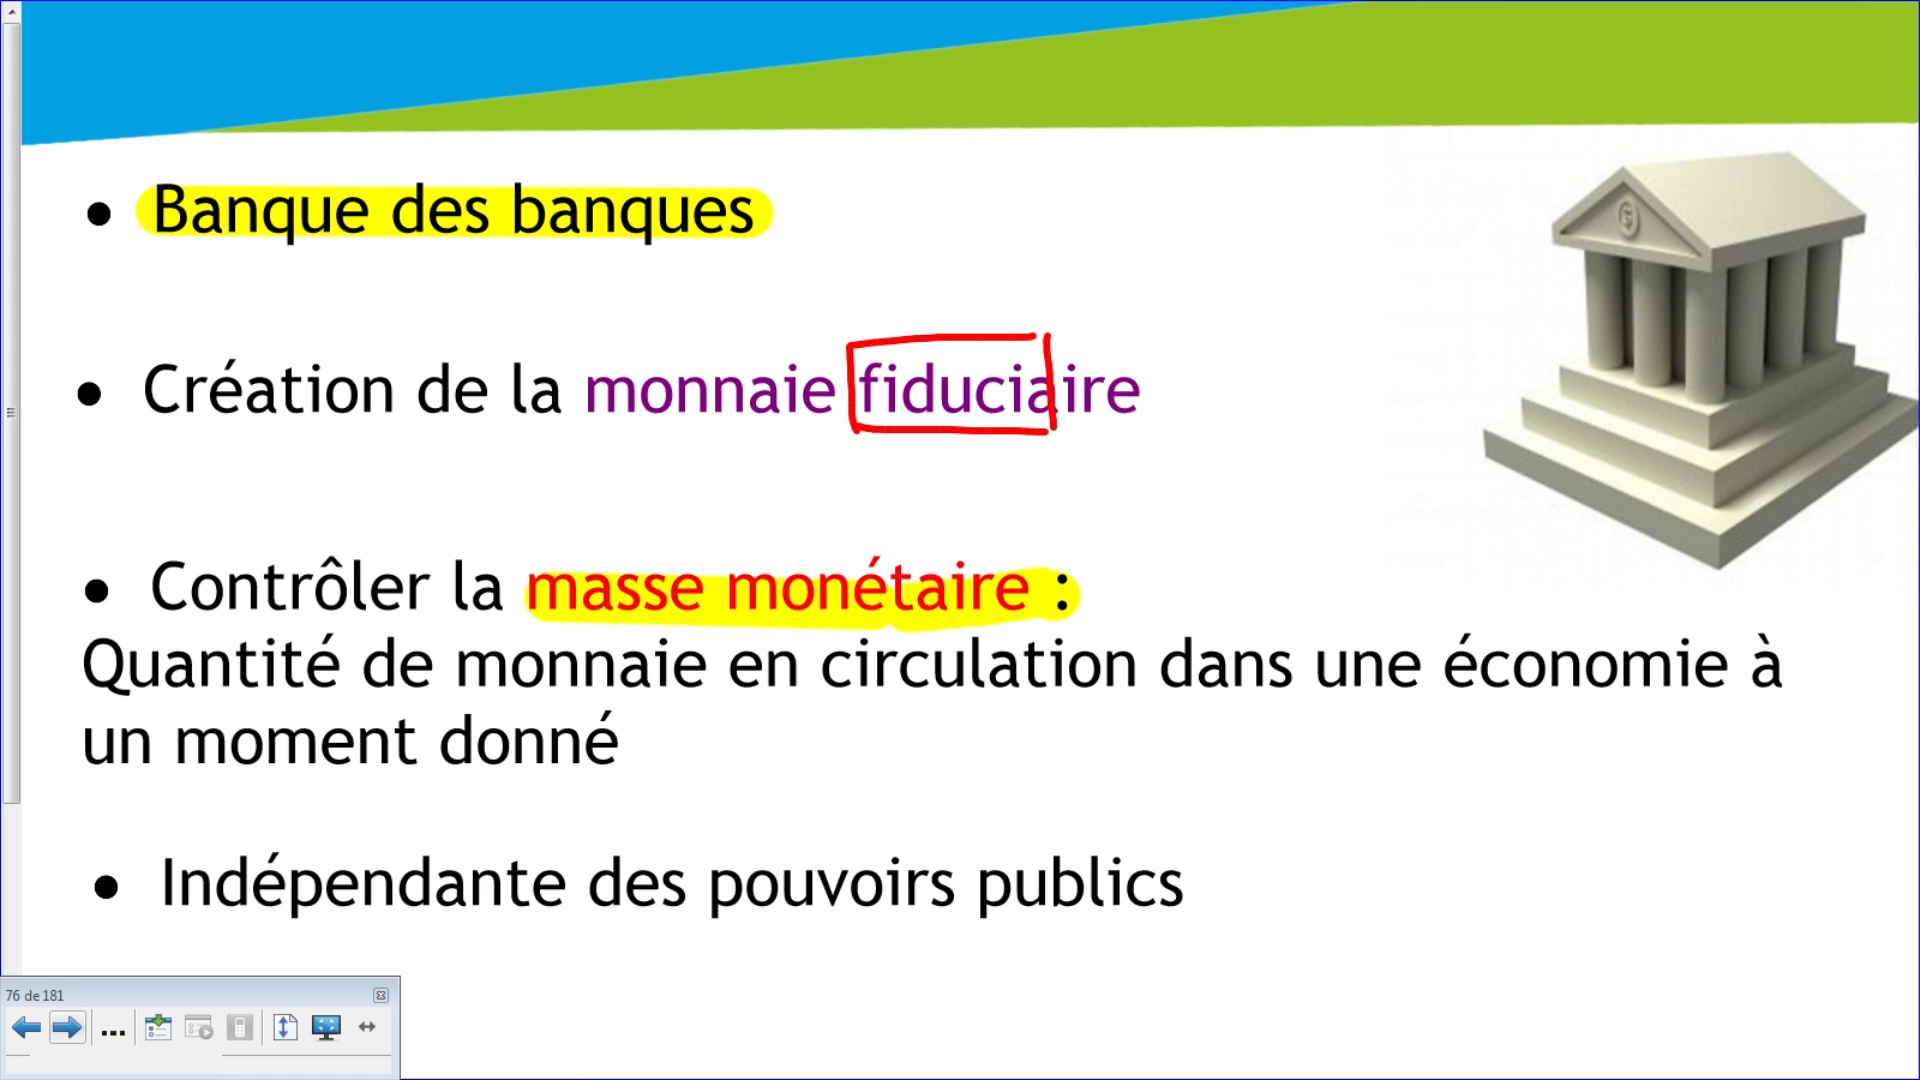 • Banque des banques
• Création de la monnaie fiduciaire
• Contrôler la masse monétaire :
Quantité de monnaie en circulation dans une économie à
un moment donné
• Indépendante des pouvoirs publics
76 de 181